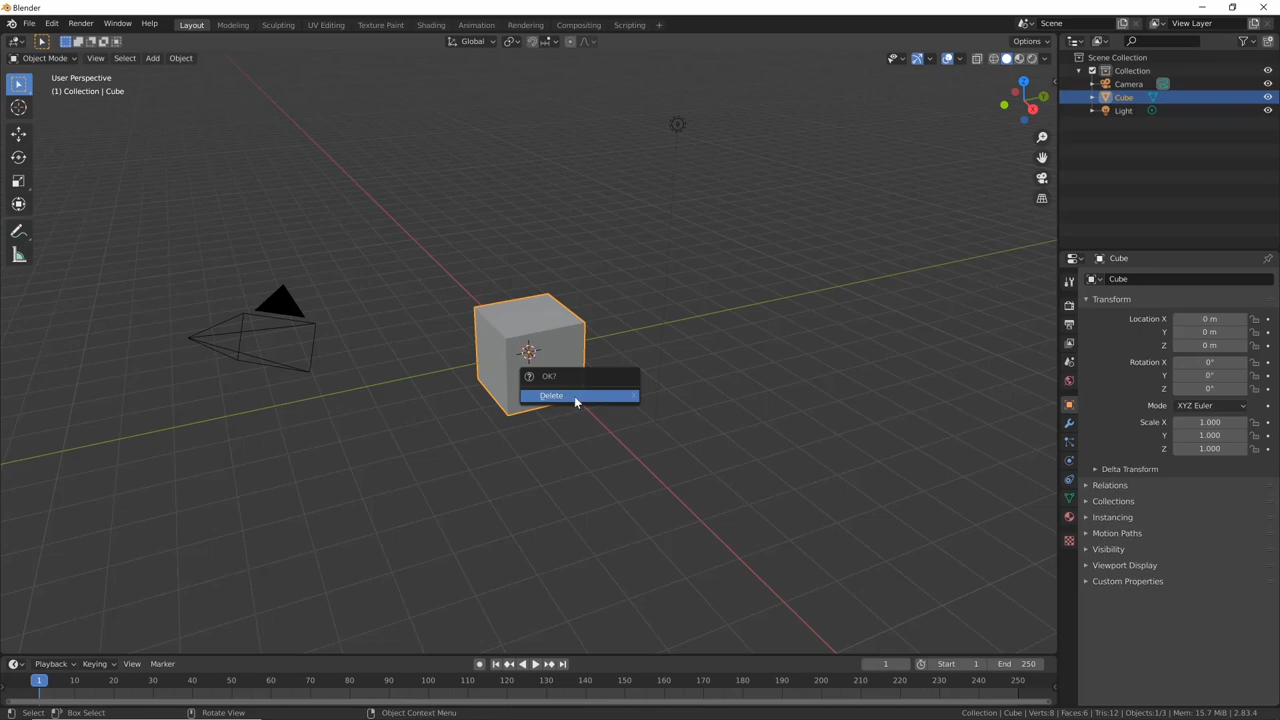 Blender
File Edit Render Window Help Layout Modeling Sculpting UV Editing Texture Paint Shading Animation Rendering Compositing Scripting + Scene View Layer
Global Options
Object Mode View Select Add Object
User Perspective
(1) Collection | Cube
Z
Y
X
OK?
Delete
Scene Collection
Collection
Camera
Cube
Light
Cube
Cube
Transform
Location X 0 m
Y 0 m
Z 0 m
Rotation X 0°
Y 0°
Z 0°
Mode XYZ Euler
Scale X 1.000
Y 1.000
Z 1.000
Delta Transform
Relations
Collections
Instancing
Motion Paths
Visibility
Viewport Display
Custom Properties
Playback Keying View Marker 1 Start 1 End 250
1 10 20 30 40 50 60 70 80 90 100 110 120 130 140 150 160 170 180 190 200 210 220 230 240 250
Select Box Select Rotate View Object Context Menu Collection | Cube | Verts:8 | Faces:6 | Tris:12 | Objects:1/3 | Mem: 15.7 MiB | 2.83.4